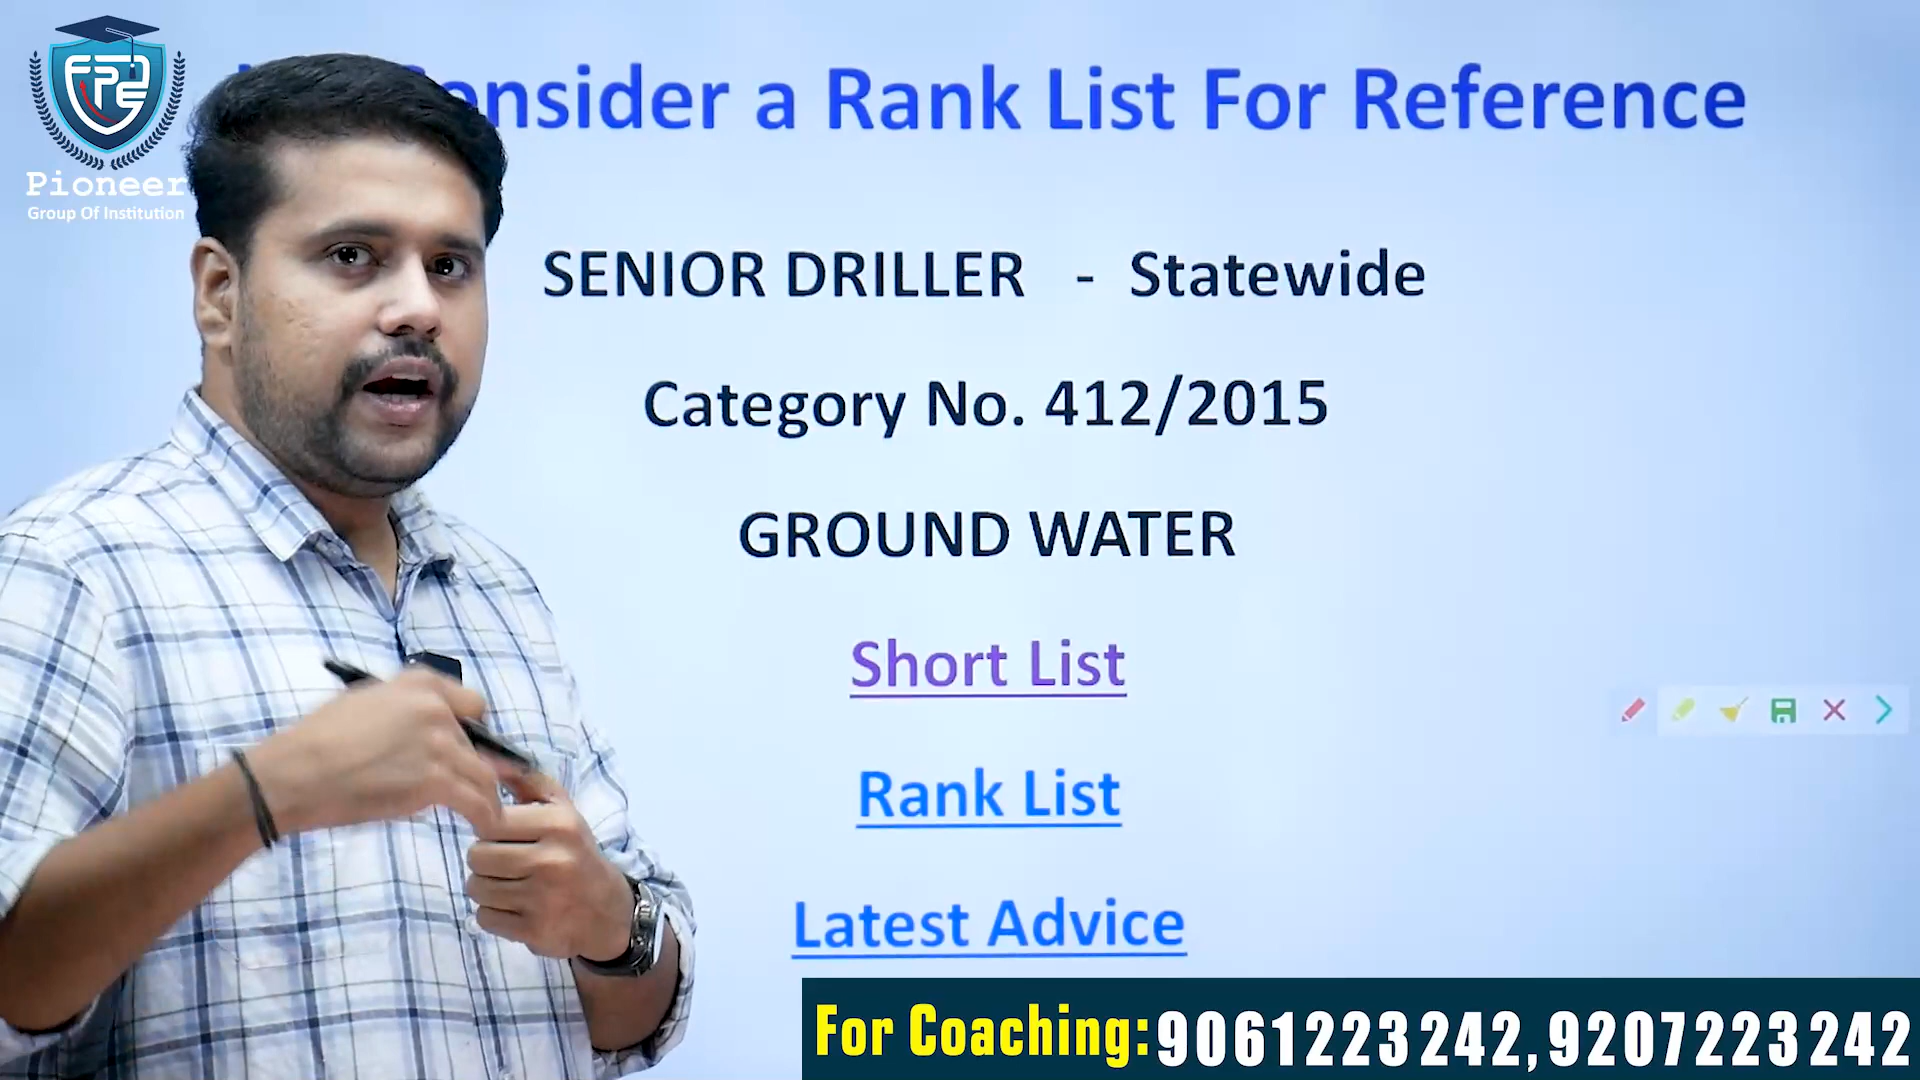 Pioneer
Group Of Institution
a Rank List For Reference
SENIOR DRILLER - Statewide
Category No. 412/2015
GROUND WATER
Short List
Rank List
Latest Advice
For Coaching: 9061223242, 9207223242